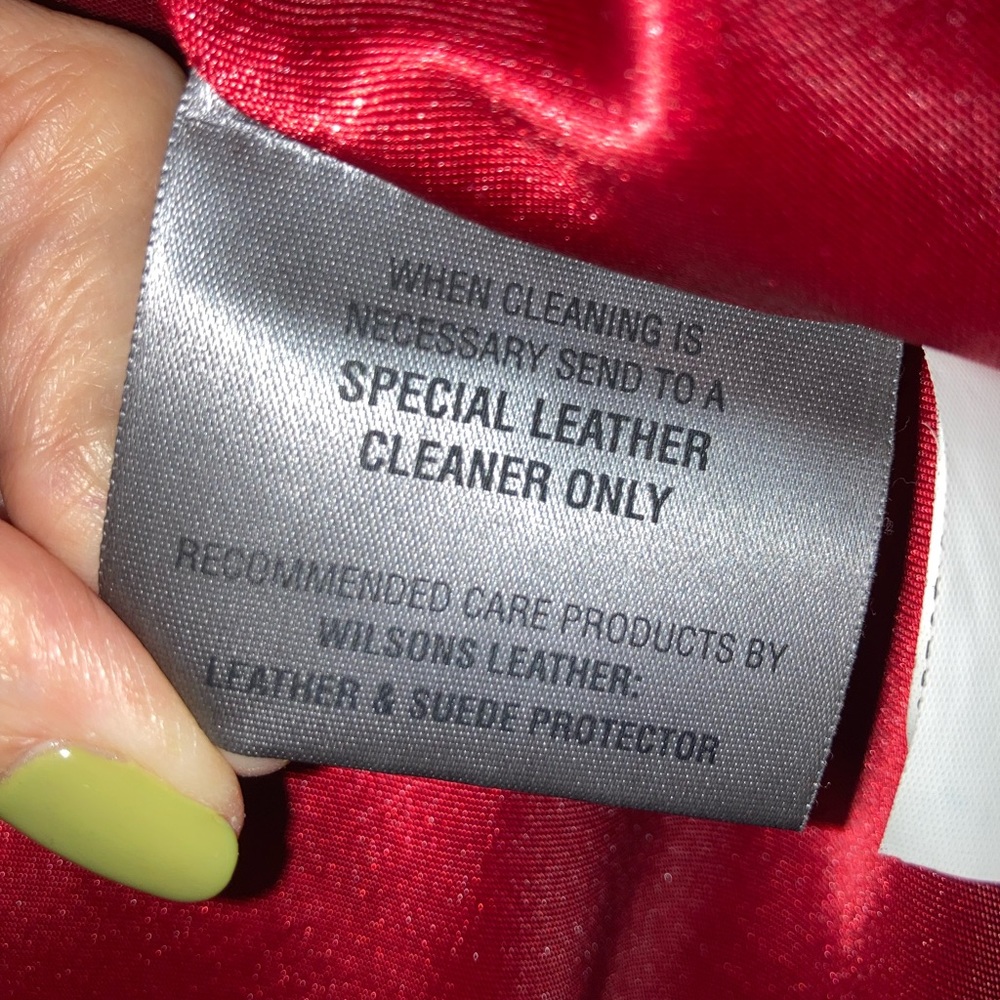 WHEN CLEANING IS
NECESSARY SEND TO A
SPECIAL LEATHER
CLEANER ONLY
RECOMMENDED CARE PRODUCTS BY
WILSONS LEATHER:
LEATHER & SUEDE PROTECTOR